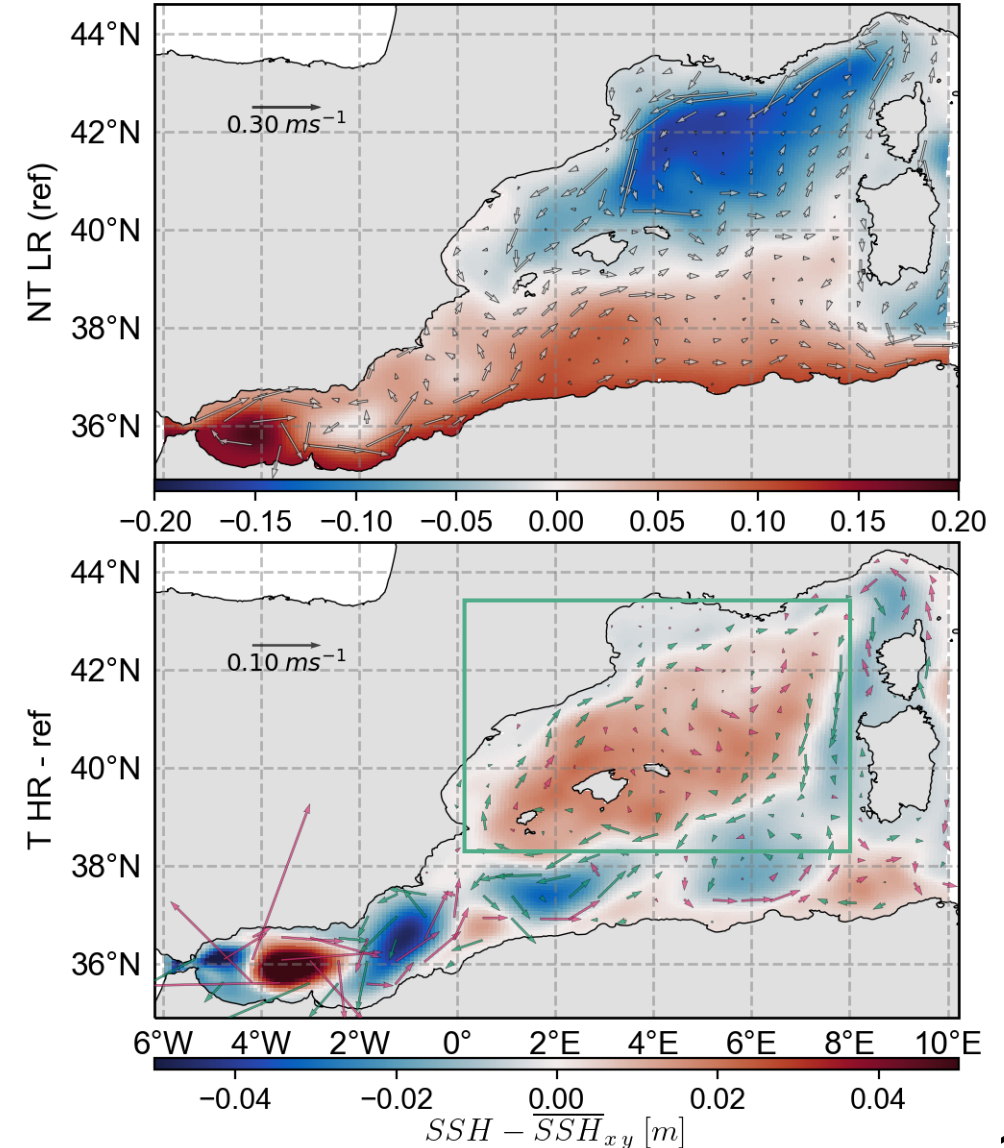 44°N
42°N
40°N
38°N
36°N
NT LR (ref)
0.30 ms⁻¹
−0.20 −0.15 −0.10 −0.05 0.00 0.05 0.10 0.15 0.20
44°N
42°N
40°N
38°N
36°N
T HR - ref
0.10 ms⁻¹
6°W 4°W 2°W 0° 2°E 4°E 6°E 8°E 10°E
−0.04 −0.02 0.00 0.02 0.04
SSH − \overline{SSH}_{xy} [m]